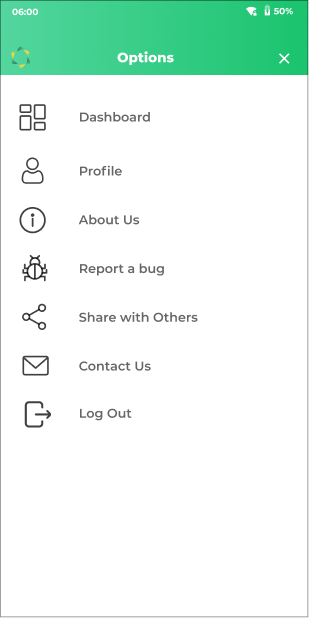 06:00
50%
Options
Dashboard
Profile
About Us
Report a bug
Share with Others
Contact Us
Log Out